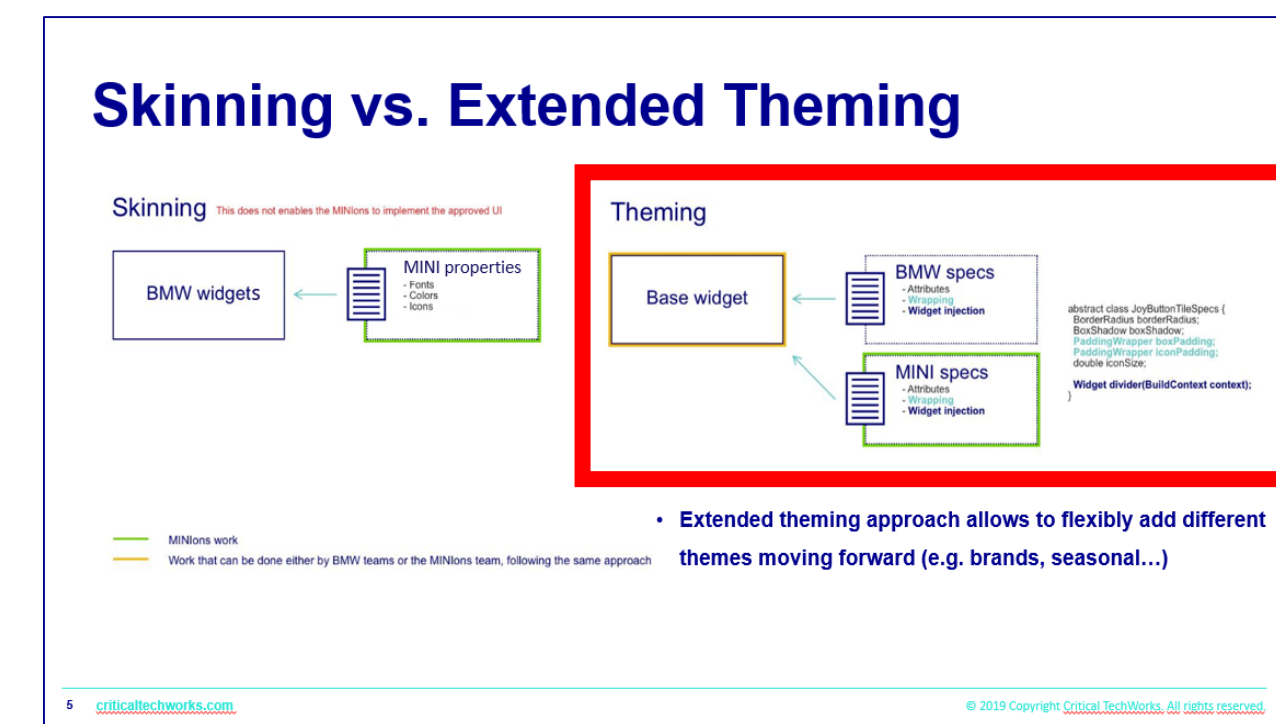 Skinning vs. Extended Theming
Skinning This does not enables the MINIons to implement the approved UI
BMW widgets
MINI properties
- Fonts
- Colors
- Icons
Theming
Base widget
BMW specs
- Attributes
- Wrapping
- Widget injection
MINI specs
- Attributes
- Wrapping
- Widget injection
abstract class JoyButtonTileSpecs {
BorderRadius borderRadius;
BoxShadow boxShadow;
PaddingWrapper boxPadding;
PaddingWrapper iconPadding;
double iconSize;
Widget divider(BuildContext context);
}
MINIons work
Work that can be done either by BMW teams or the MINIons team, following the same approach
• Extended theming approach allows to flexibly add different
themes moving forward (e.g. brands, seasonal…)
5 criticaltechworks.com
© 2019 Copyright Critical TechWorks. All rights reserved.